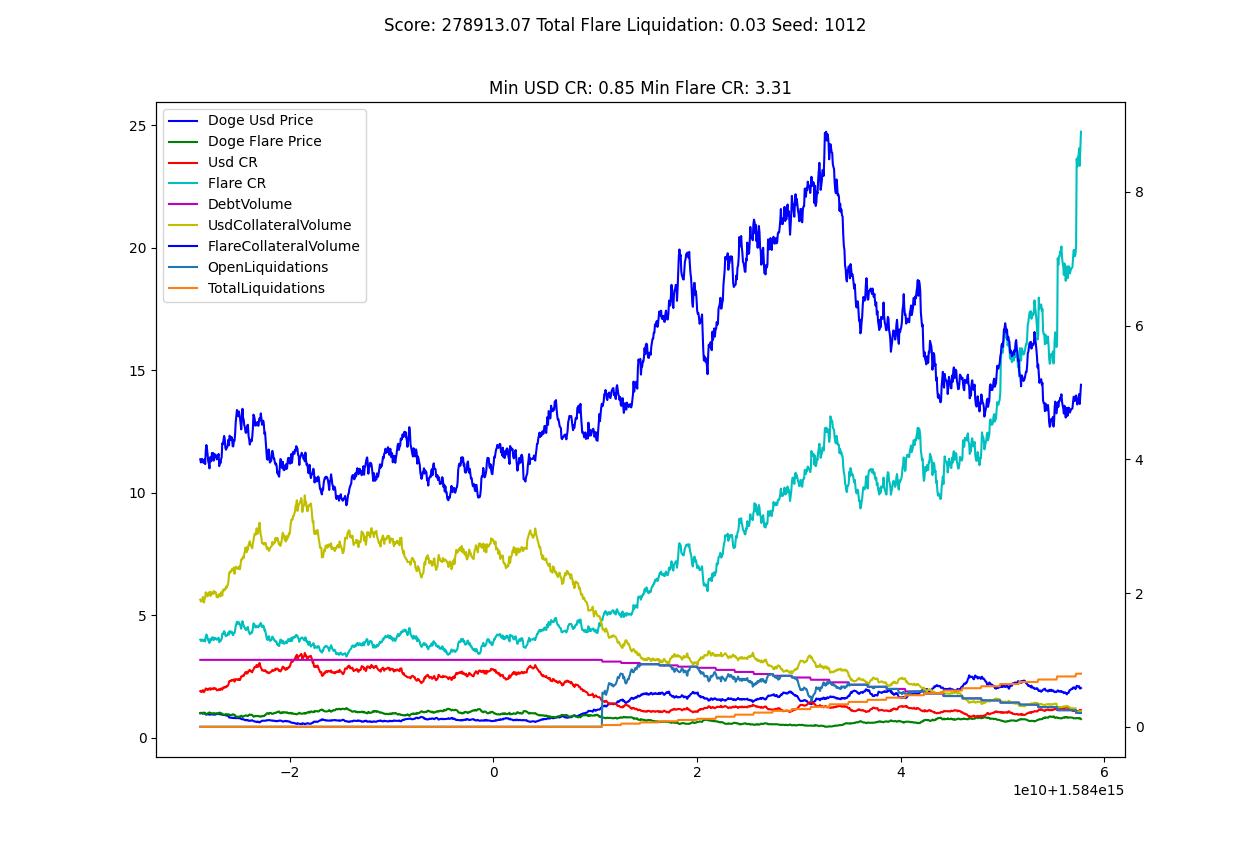 Score: 278913.07 Total Flare Liquidation: 0.03 Seed: 1012
Min USD CR: 0.85 Min Flare CR: 3.31
Doge Usd Price
Doge Flare Price
Usd CR
Flare CR
DebtVolume
UsdCollateralVolume
FlareCollateralVolume
OpenLiquidations
TotalLiquidations
25
20
15
10
5
0
8
6
4
2
0
−2
0
2
4
6
1e10+1.584e15